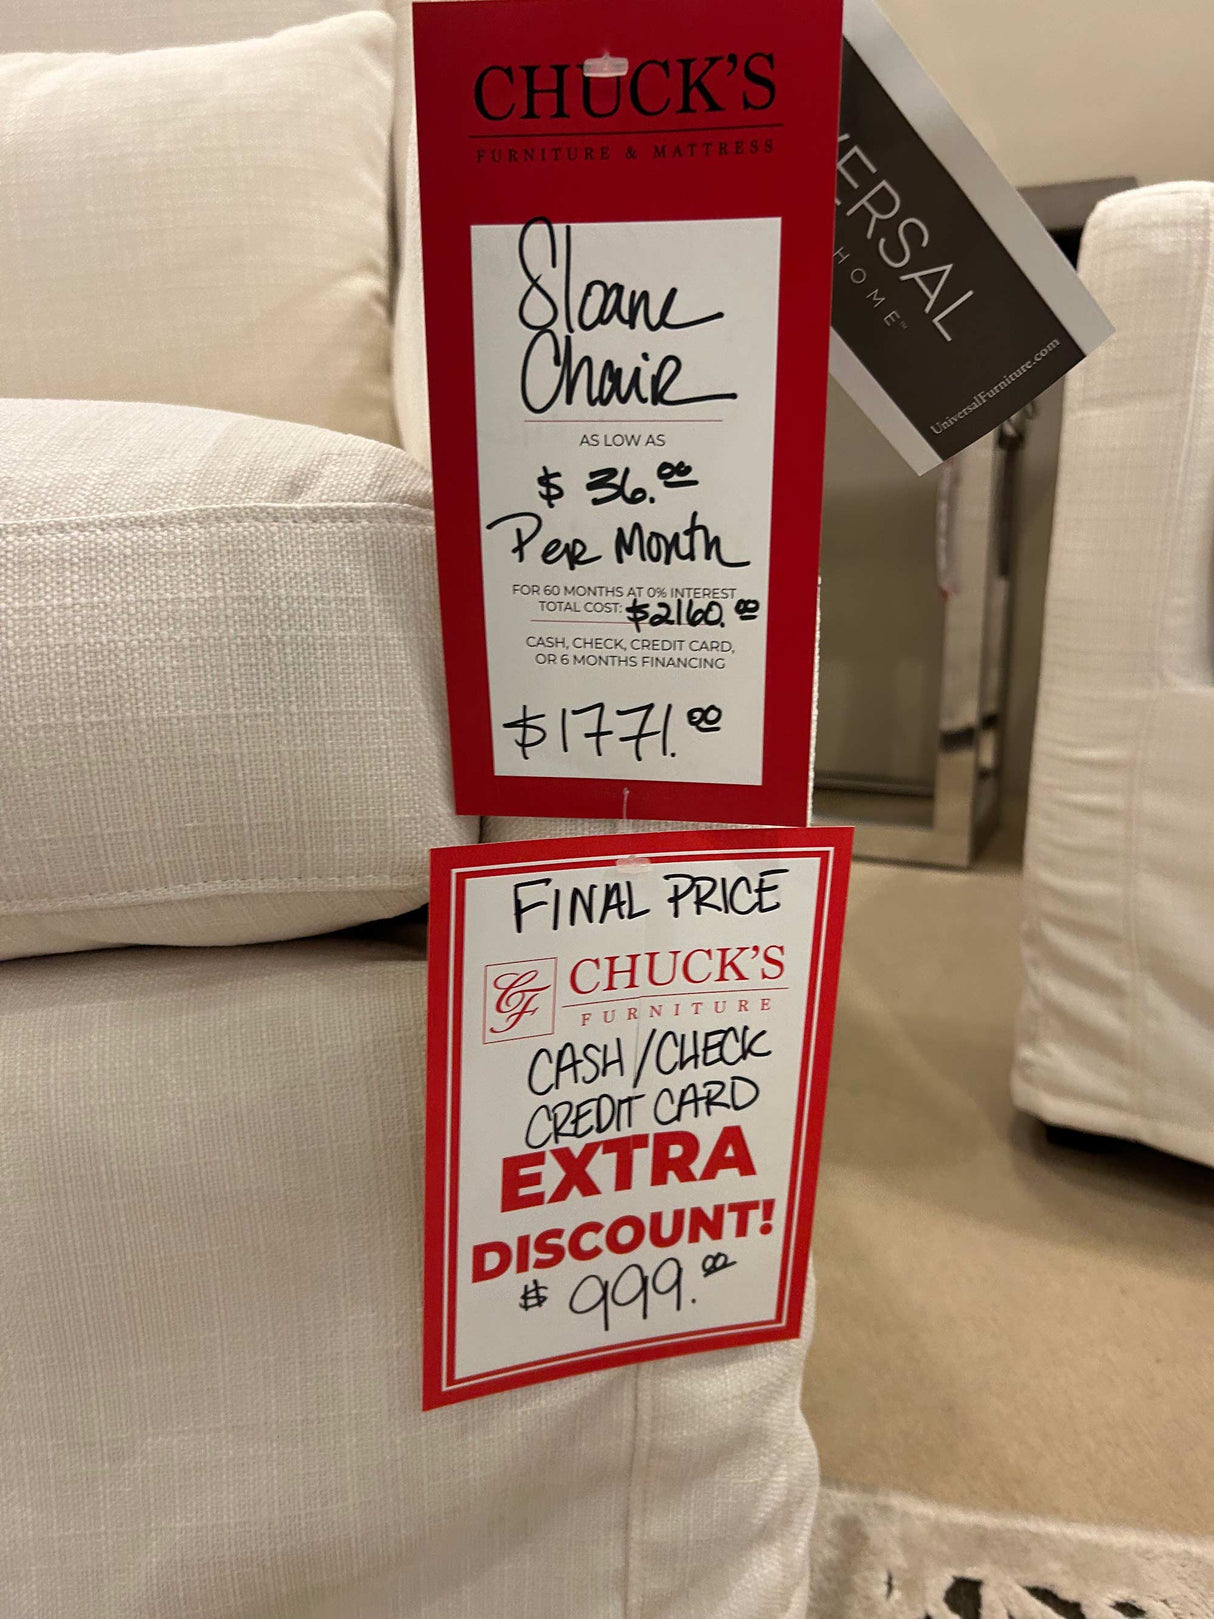 CHUCK'S
FURNITURE & MATTRESS
Sloane
Chair
AS LOW AS
$ 36.00
Per Month
FOR 60 MONTHS AT 0% INTEREST
TOTAL COST: $2160.00
CASH, CHECK, CREDIT CARD,
OR 6 MONTHS FINANCING
$1771.00
HOME™
UniversalFurniture.com
FINAL PRICE
CF
CHUCK'S
FURNITURE
CASH/CHECK
CREDIT CARD
EXTRA
DISCOUNT!
$ 999.00